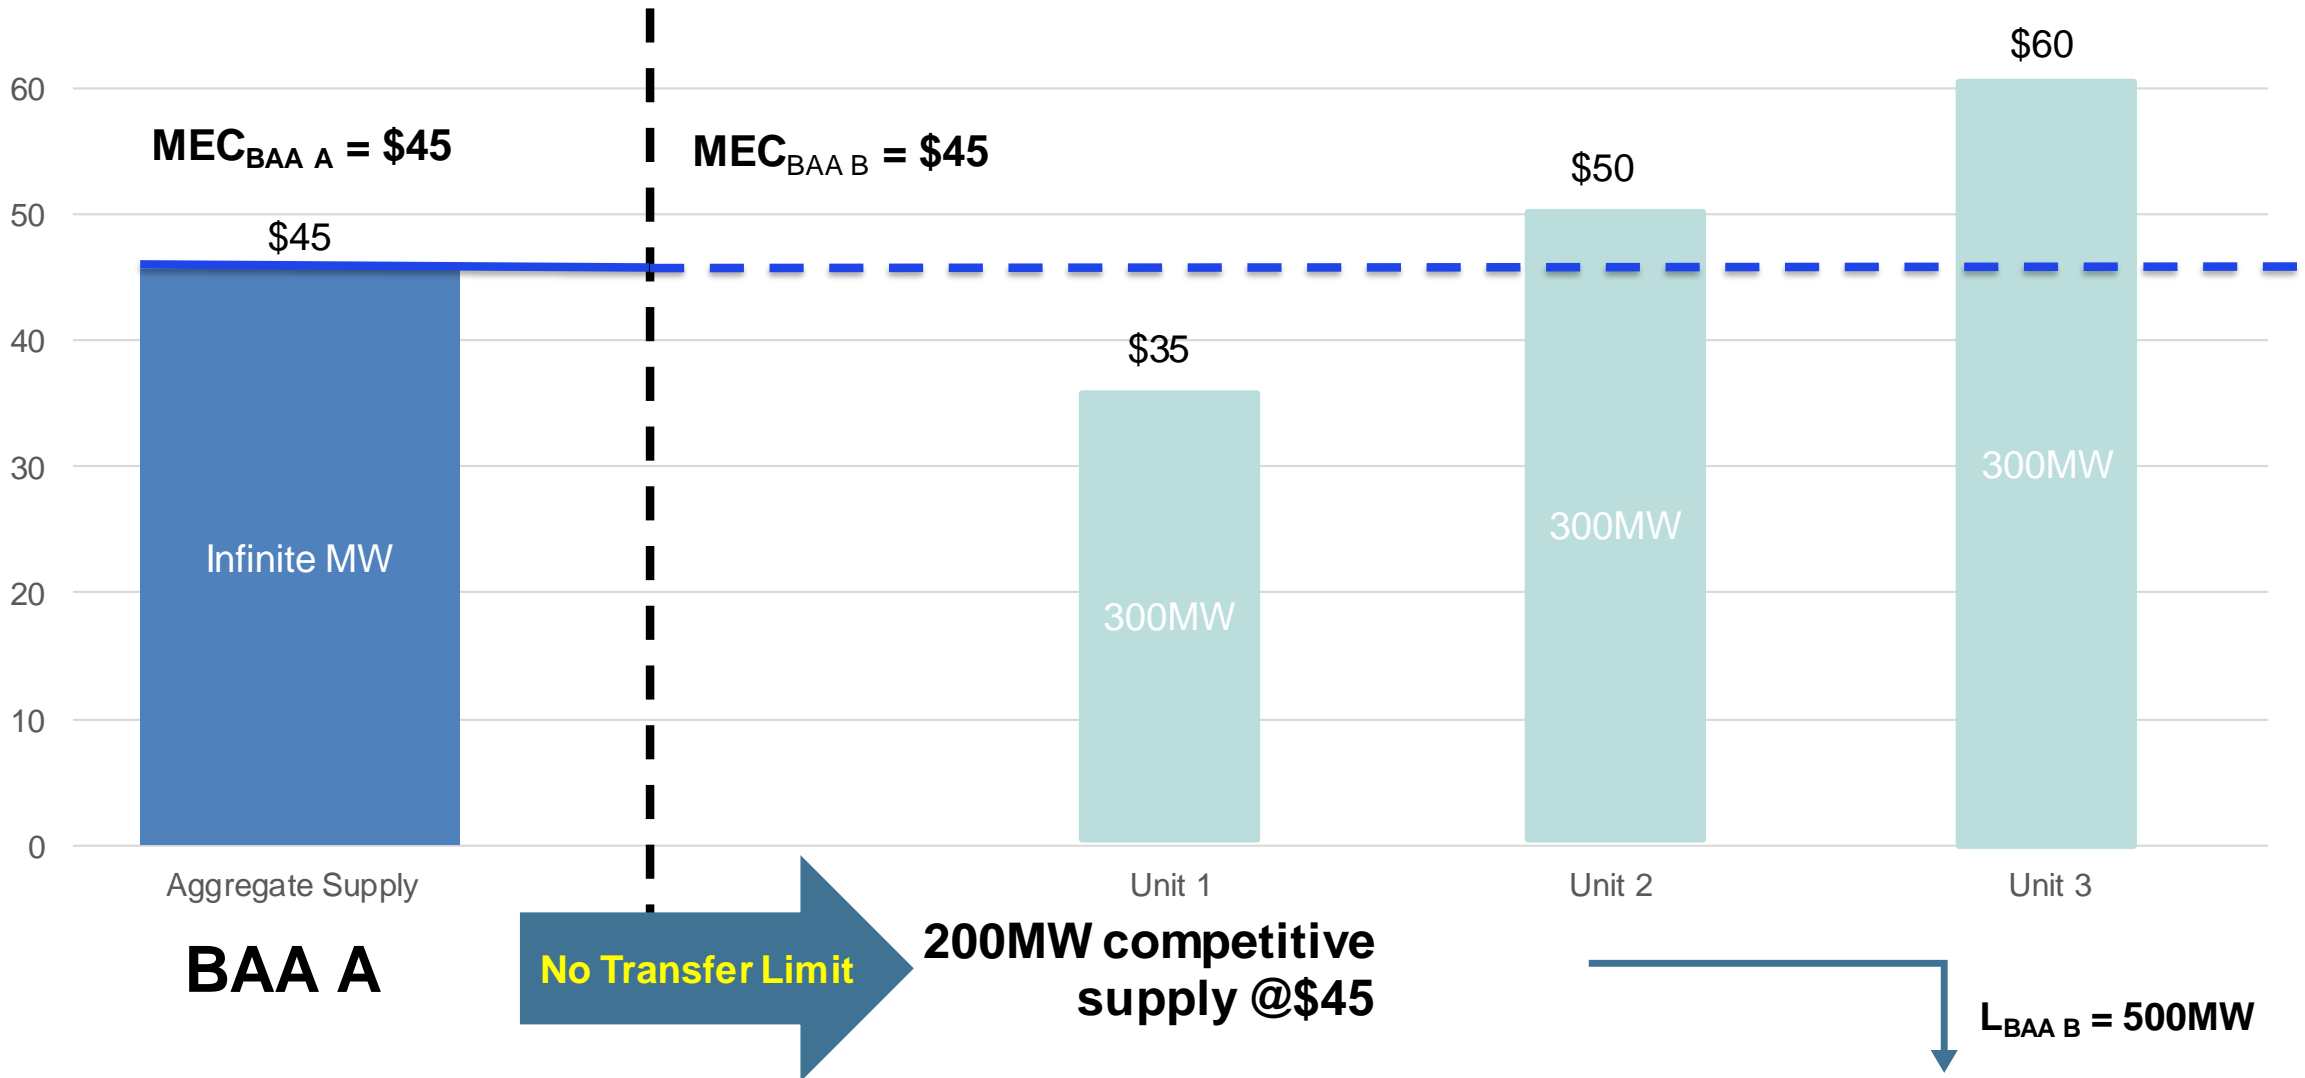 $60
60
MECBAA A = $45
MECBAA B = $45
$50
50
$45
40
$35
30
300MW
300MW
Infinite MW
20
300MW
10
0
Aggregate Supply
Unit 1
Unit 2
Unit 3
BAA A
No Transfer Limit
200MW competitive
supply @$45
LBAA B = 500MW